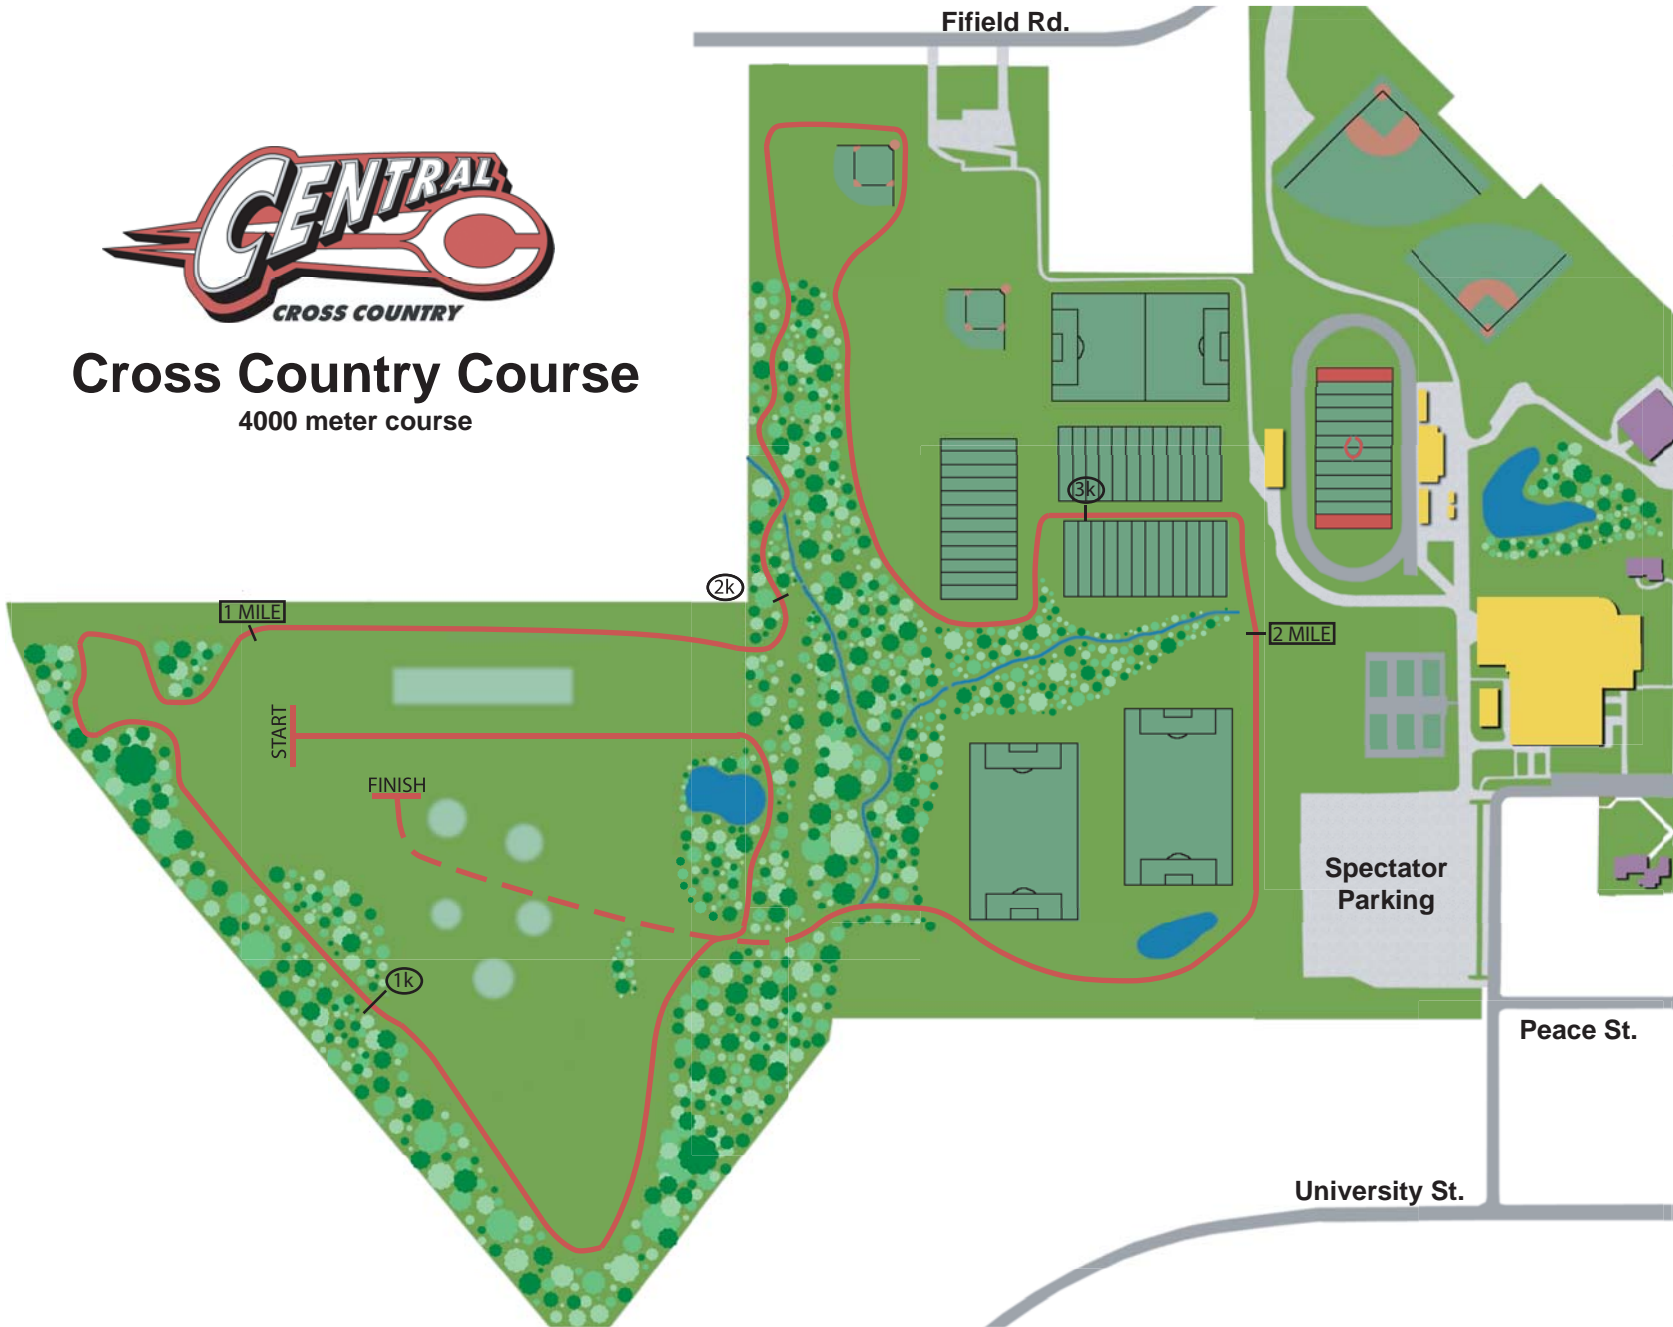 Fifield Rd.
CENTRAL
C
CROSS COUNTRY
Cross Country Course
4000 meter course
3k
2k
1 MILE
2 MILE
START
FINISH
Spectator
Parking
1k
Peace St.
University St.